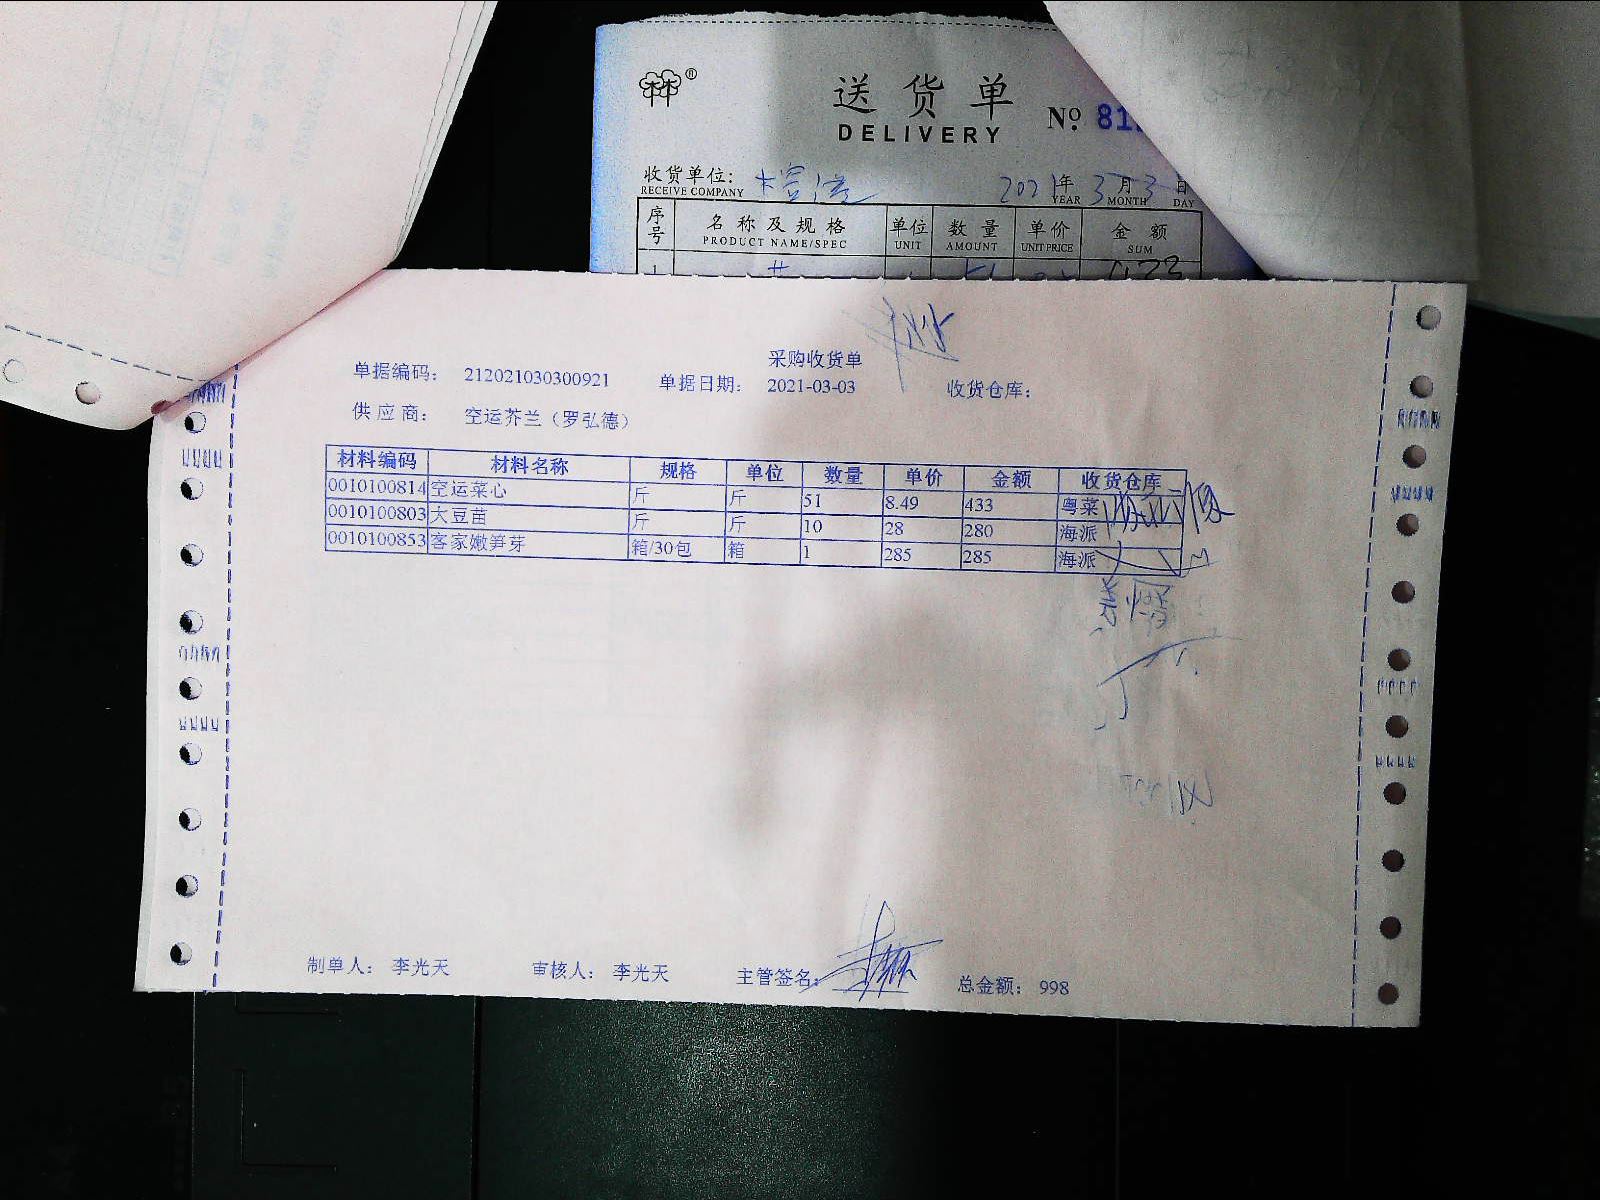 送货单
DELIVERY
№ 81
收货单位:
RECEIVE COMPANY
2021年 3月 3日
YEAR MONTH DAY
序号 名称及规格 单位 数量 单价 金额
PRODUCT NAME/SPEC UNIT AMOUNT UNIT PRICE SUM
采购收货单
单据编码: 212021030300921 单据日期: 2021-03-03 收货仓库:
供应商: 空运芥兰（罗弘德）
材料编码 材料名称 规格 单位 数量 单价 金额 收货仓库
0010100814 空运菜心 斤 斤 51 8.49 433 粤菜
0010100803 大豆苗 斤 斤 10 28 280 海派
0010100853 客家嫩笋芽 箱/30包 箱 1 285 285 海派
制单人: 李光天 审核人: 李光天 主管签名: 总金额: 998